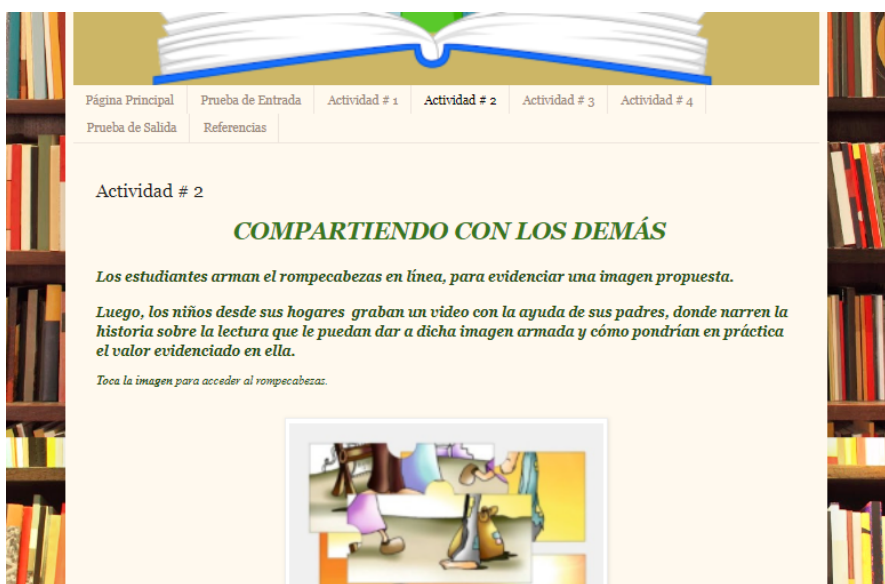 Página Principal
Prueba de Entrada
Actividad # 1
Actividad # 2
Actividad # 3
Actividad # 4
Prueba de Salida
Referencias
Actividad # 2
COMPARTIENDO CON LOS DEMÁS
Los estudiantes arman el rompecabezas en línea, para evidenciar una imagen propuesta.
Luego, los niños desde sus hogares graban un video con la ayuda de sus padres, donde narren la
historia sobre la lectura que le puedan dar a dicha imagen armada y cómo pondrían en práctica
el valor evidenciado en ella.
Toca la imagen para acceder al rompecabezas.